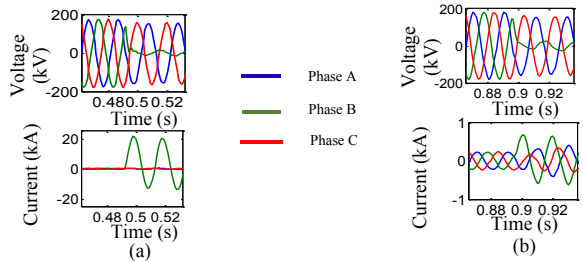 200
0
-200
Voltage
(kV)
0.48 0.5 0.52
Time (s)
20
0
-20
Current (kA)
0.48 0.5 0.52
Time (s)
(a)
Phase A
Phase B
Phase C
200
0
-200
Voltage
(kV)
0.88 0.9 0.92
Time (s)
1
0
-1
Current (kA)
0.88 0.9 0.92
Time (s)
(b)